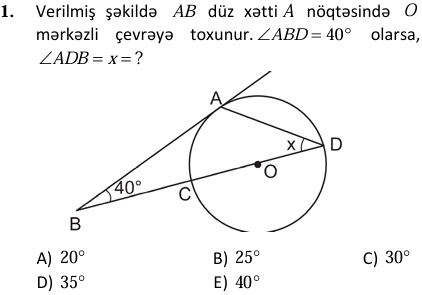 1. Verilmiş şəkildə AB düz xətti A nöqtəsində O
mərkəzli çevrəyə toxunur. ∠ABD = 40° olarsa,
∠ADB = x = ?
A
x
D
O
40°
C
B
A) 20° B) 25° C) 30°
D) 35° E) 40°